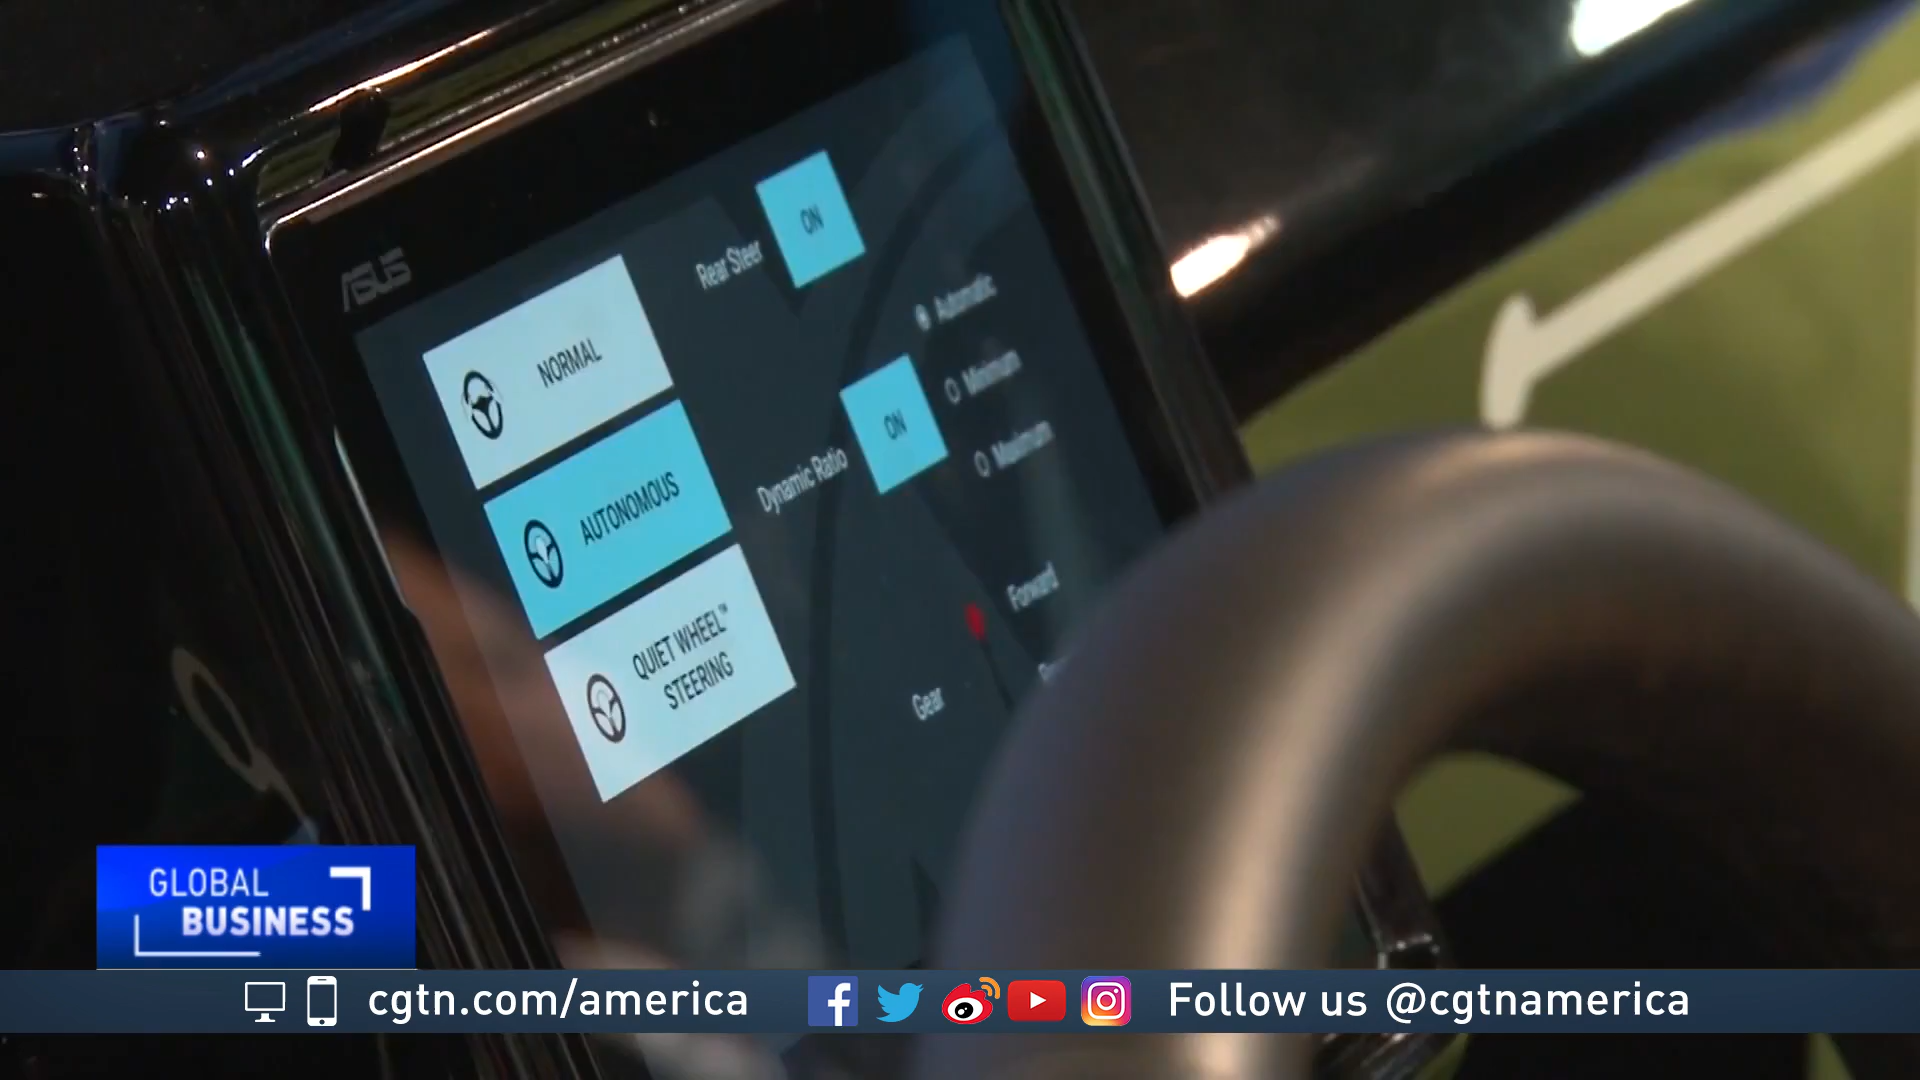 ASUS
Rear Steer
ON
NORMAL
Automatic
Minimum
Maximum
Dynamic Ratio
ON
AUTONOMOUS
QUIET WHEEL™
STEERING
Forward
Gear
GLOBAL
BUSINESS
cgtn.com/america
Follow us @cgtnamerica